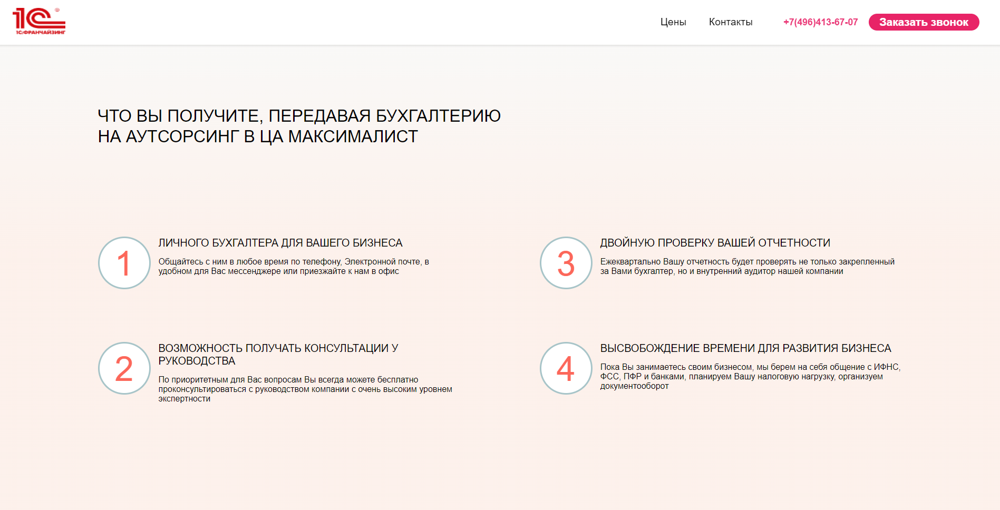 1С®
1С:ФРАНЧАЙЗИНГ
Цены
Контакты
+7(496)413-67-07
Заказать звонок
ЧТО ВЫ ПОЛУЧИТЕ, ПЕРЕДАВАЯ БУХГАЛТЕРИЮ
НА АУТСОРСИНГ В ЦА МАКСИМАЛИСТ
1
ЛИЧНОГО БУХГАЛТЕРА ДЛЯ ВАШЕГО БИЗНЕСА
Общайтесь с ним в любое время по телефону, Электронной почте, в
удобном для Вас мессенджере или приезжайте к нам в офис
2
ВОЗМОЖНОСТЬ ПОЛУЧАТЬ КОНСУЛЬТАЦИИ У
РУКОВОДСТВА
По приоритетным для Вас вопросам Вы всегда можете бесплатно
проконсультироваться с руководством компании с очень высоким уровнем
экспертности
3
ДВОЙНУЮ ПРОВЕРКУ ВАШЕЙ ОТЧЕТНОСТИ
Ежеквартально Вашу отчетность будет проверять не только закрепленный
за Вами бухгалтер, но и внутренний аудитор нашей компании
4
ВЫСВОБОЖДЕНИЕ ВРЕМЕНИ ДЛЯ РАЗВИТИЯ БИЗНЕСА
Пока Вы занимаетесь своим бизнесом, мы берем на себя общение с ИФНС,
ФСС, ПФР и банками, планируем Вашу налоговую нагрузку, организуем
документооборот